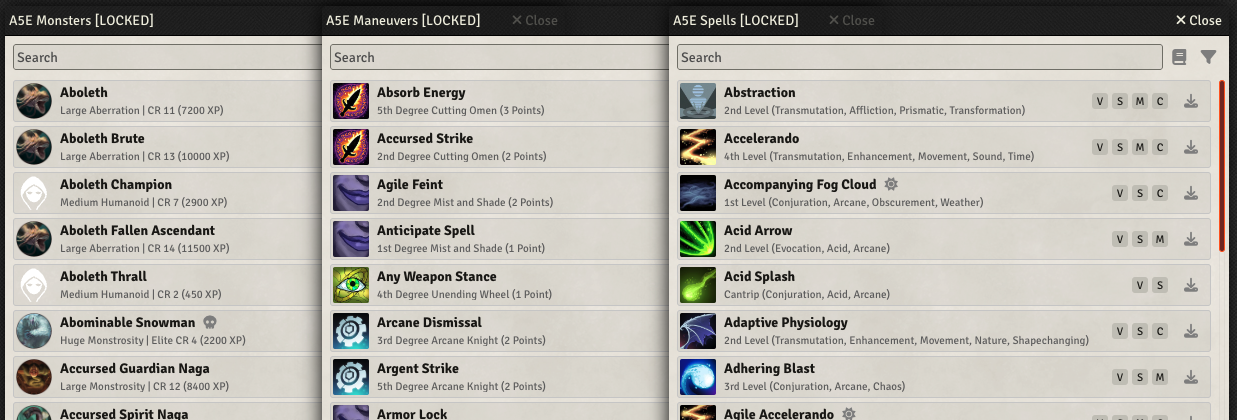 A5E Monsters [LOCKED]
Search
Aboleth
Large Aberration | CR 11 (7200 XP)
Aboleth Brute
Large Aberration | CR 13 (10000 XP)
Aboleth Champion
Medium Humanoid | CR 7 (2900 XP)
Aboleth Fallen Ascendant
Large Aberration | CR 14 (11500 XP)
Aboleth Thrall
Medium Humanoid | CR 2 (450 XP)
Abominable Snowman
Huge Monstrosity | Elite CR 4 (2200 XP)
Accursed Guardian Naga
Large Monstrosity | CR 12 (8400 XP)
Accursed Spirit Naga
A5E Maneuvers [LOCKED]
Close
Search
Absorb Energy
5th Degree Cutting Omen (3 Points)
Accursed Strike
2nd Degree Cutting Omen (2 Points)
Agile Feint
2nd Degree Mist and Shade (2 Points)
Anticipate Spell
1st Degree Mist and Shade (1 Point)
Any Weapon Stance
4th Degree Unending Wheel (1 Point)
Arcane Dismissal
3rd Degree Arcane Knight (2 Points)
Argent Strike
5th Degree Arcane Knight (2 Points)
Armor Lock
A5E Spells [LOCKED]
Close
Close
Search
Abstraction
2nd Level (Transmutation, Affliction, Prismatic, Transformation)
V S M C
Accelerando
4th Level (Transmutation, Enhancement, Movement, Sound, Time)
V S M C
Accompanying Fog Cloud
1st Level (Conjuration, Arcane, Obscurement, Weather)
V S C
Acid Arrow
2nd Level (Evocation, Acid, Arcane)
V S M
Acid Splash
Cantrip (Conjuration, Acid, Arcane)
V S
Adaptive Physiology
2nd Level (Transmutation, Enhancement, Movement, Nature, Shapechanging)
V S C
Adhering Blast
3rd Level (Conjuration, Arcane, Chaos)
V S M
Agile Accelerando